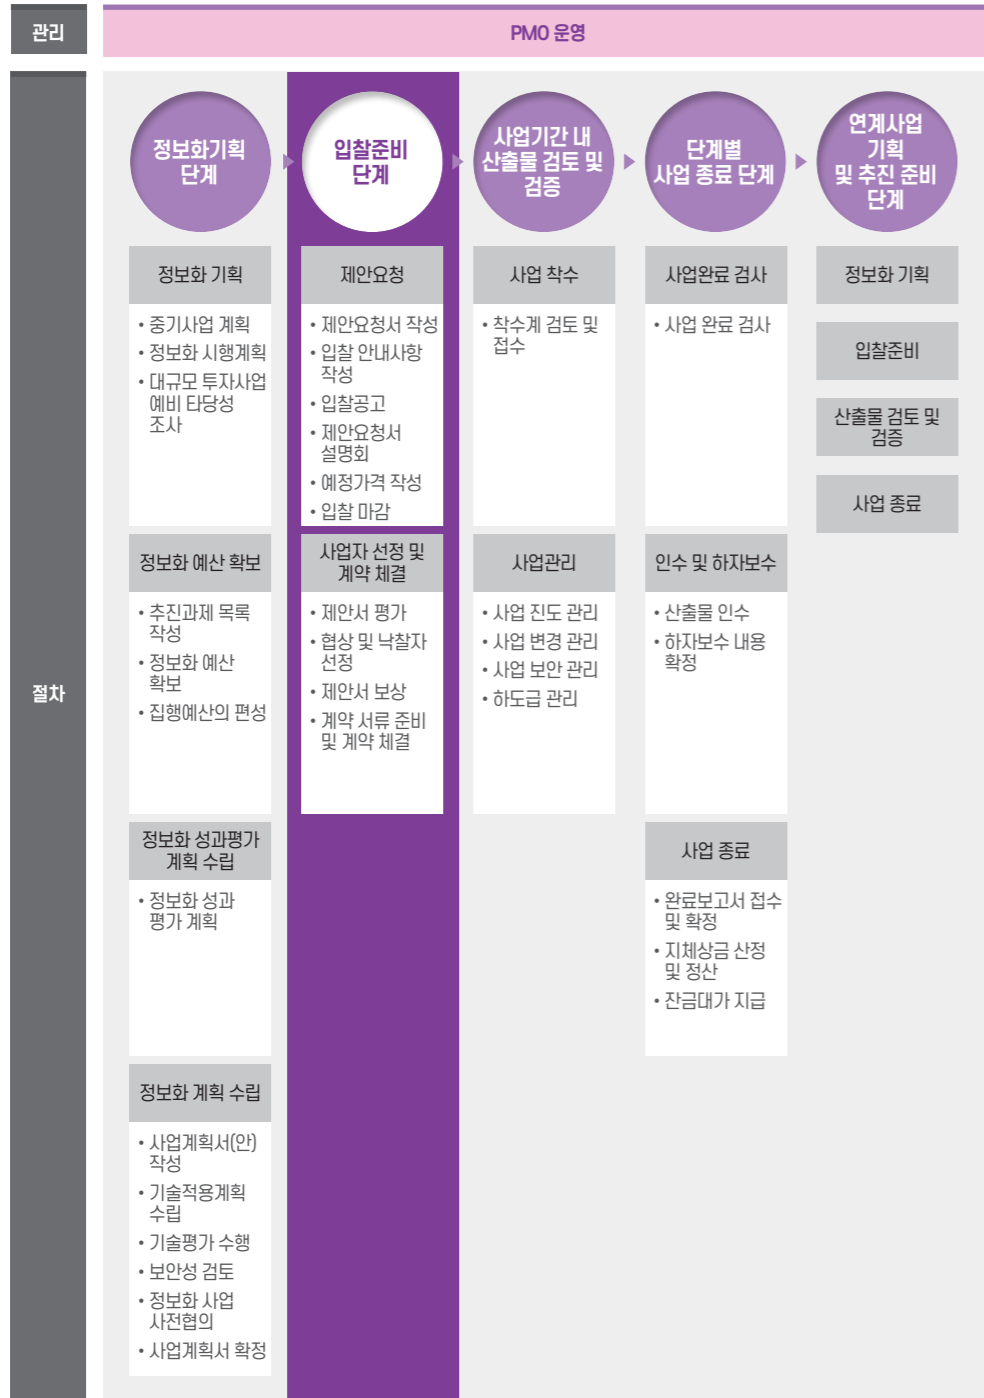 관리
PMO 운영
절차
정보화기획
단계
입찰준비
단계
사업기간 내
산출물 검토 및
검증
단계별
사업 종료 단계
연계사업
기획
및 추진 준비
단계
정보화 기획
• 중기사업 계획
• 정보화 시행계획
• 대규모 투자사업
예비 타당성
조사
정보화 예산 확보
• 추진과제 목록
작성
• 정보화 예산
확보
• 집행예산의 편성
정보화 성과평가
계획 수립
• 정보화 성과
평가 계획
정보화 계획 수립
• 사업계획서(안)
작성
• 기술적용계획
수립
• 기술평가 수행
• 보안성 검토
• 정보화 사업
사전협의
• 사업계획서 확정
제안요청
• 제안요청서 작성
• 입찰 안내사항
작성
• 입찰공고
• 제안요청서
설명회
• 예정가격 작성
• 입찰 마감
사업자 선정 및
계약 체결
• 제안서 평가
• 협상 및 낙찰자
선정
• 제안서 보상
• 계약 서류 준비
및 계약 체결
사업 착수
• 착수계 검토 및
접수
사업관리
• 사업 진도 관리
• 사업 변경 관리
• 사업 보안 관리
• 하도급 관리
사업완료 검사
• 사업 완료 검사
인수 및 하자보수
• 산출물 인수
• 하자보수 내용
확정
사업 종료
• 완료보고서 접수
및 확정
• 지체상금 산정
및 정산
• 잔금대가 지급
정보화 기획
입찰준비
산출물 검토 및
검증
사업 종료